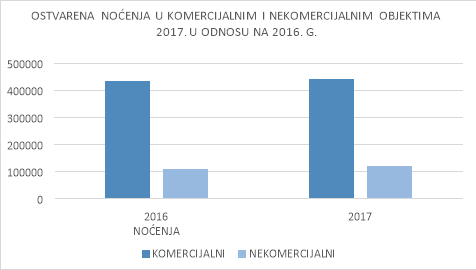 OSTVARENA NOĆENJA U KOMERCIJALNIM I NEKOMERCIJALNIM OBJEKTIMA
2017. U ODNOSU NA 2016. G.
500000
400000
300000
200000
100000
0
2016
2017
NOĆENJA
KOMERCIJALNI
NEKOMERCIJALNI